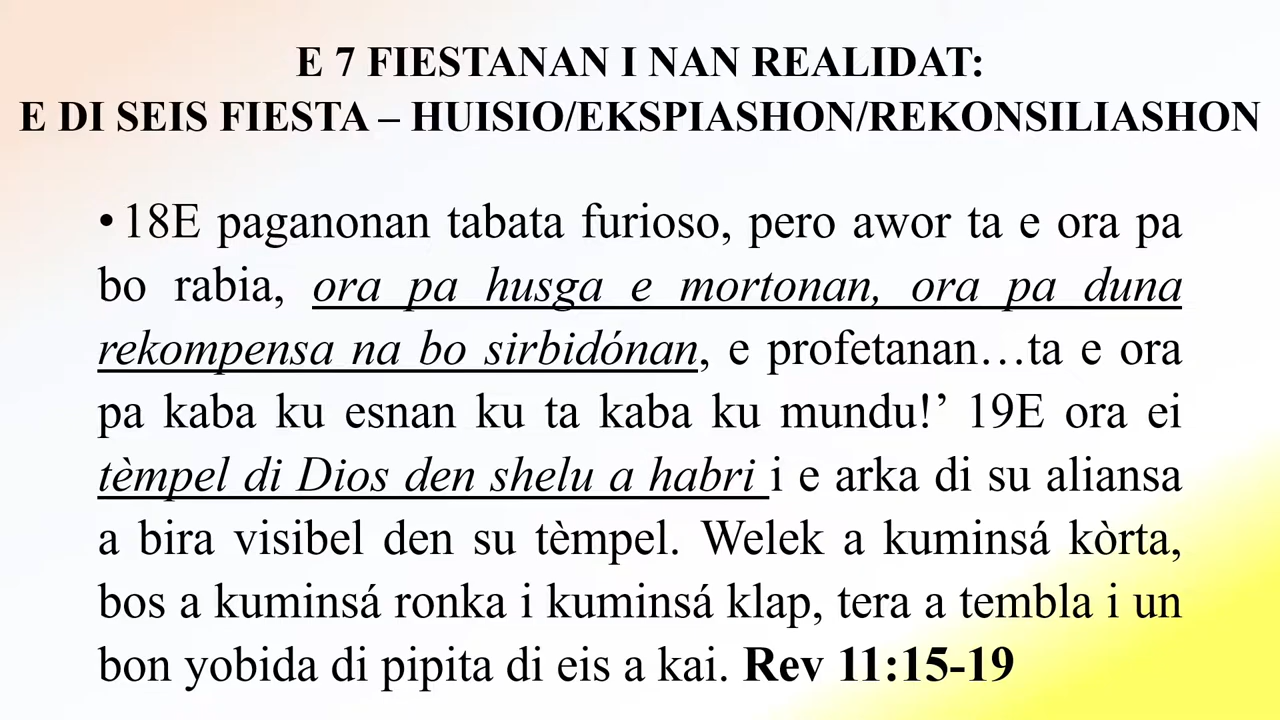 E 7 FIESTANAN I NAN REALIDAT:
E DI SEIS FIESTA – HUISIO/EKSPIASHON/REKONSILIASHON
• 18E paganonan tabata furioso, pero awor ta e ora pa
bo rabia, ora pa husga e mortonan, ora pa duna
rekompensa na bo sirbidónan, e profetanan…ta e ora
pa kaba ku esnan ku ta kaba ku mundu!’ 19E ora ei
tèmpel di Dios den shelu a habri i e arka di su aliansa
a bira visibel den su tèmpel. Welek a kuminsá kòrta,
bos a kuminsá ronka i kuminsá klap, tera a tembla i un
bon yobida di pipita di eis a kai. Rev 11:15-19